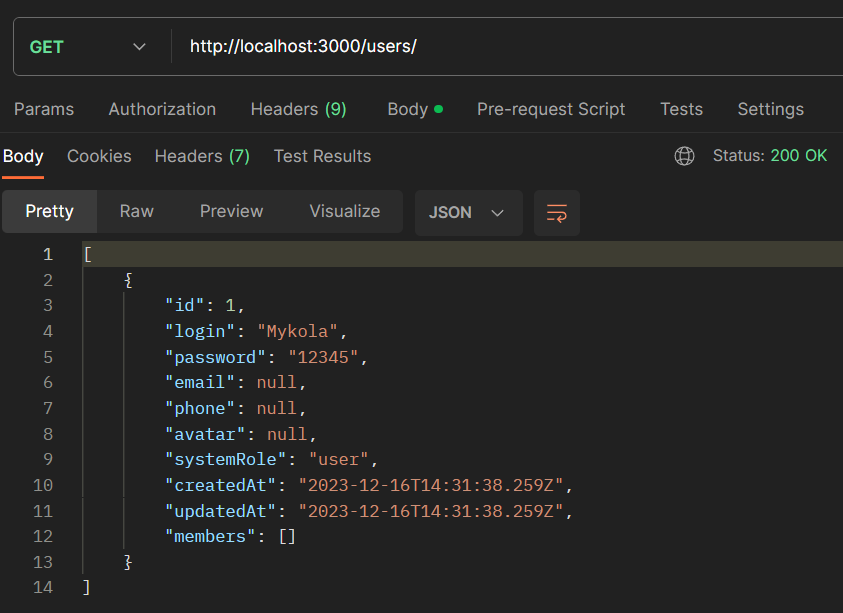 GET http://localhost:3000/users/
Params Authorization Headers (9) Body Pre-request Script Tests Settings
Body Cookies Headers (7) Test Results Status: 200 OK
Pretty Raw Preview Visualize JSON
1 [
2 {
3 "id": 1,
4 "login": "Mykola",
5 "password": "12345",
6 "email": null,
7 "phone": null,
8 "avatar": null,
9 "systemRole": "user",
10 "createdAt": "2023-12-16T14:31:38.259Z",
11 "updatedAt": "2023-12-16T14:31:38.259Z",
12 "members": []
13 }
14 ]